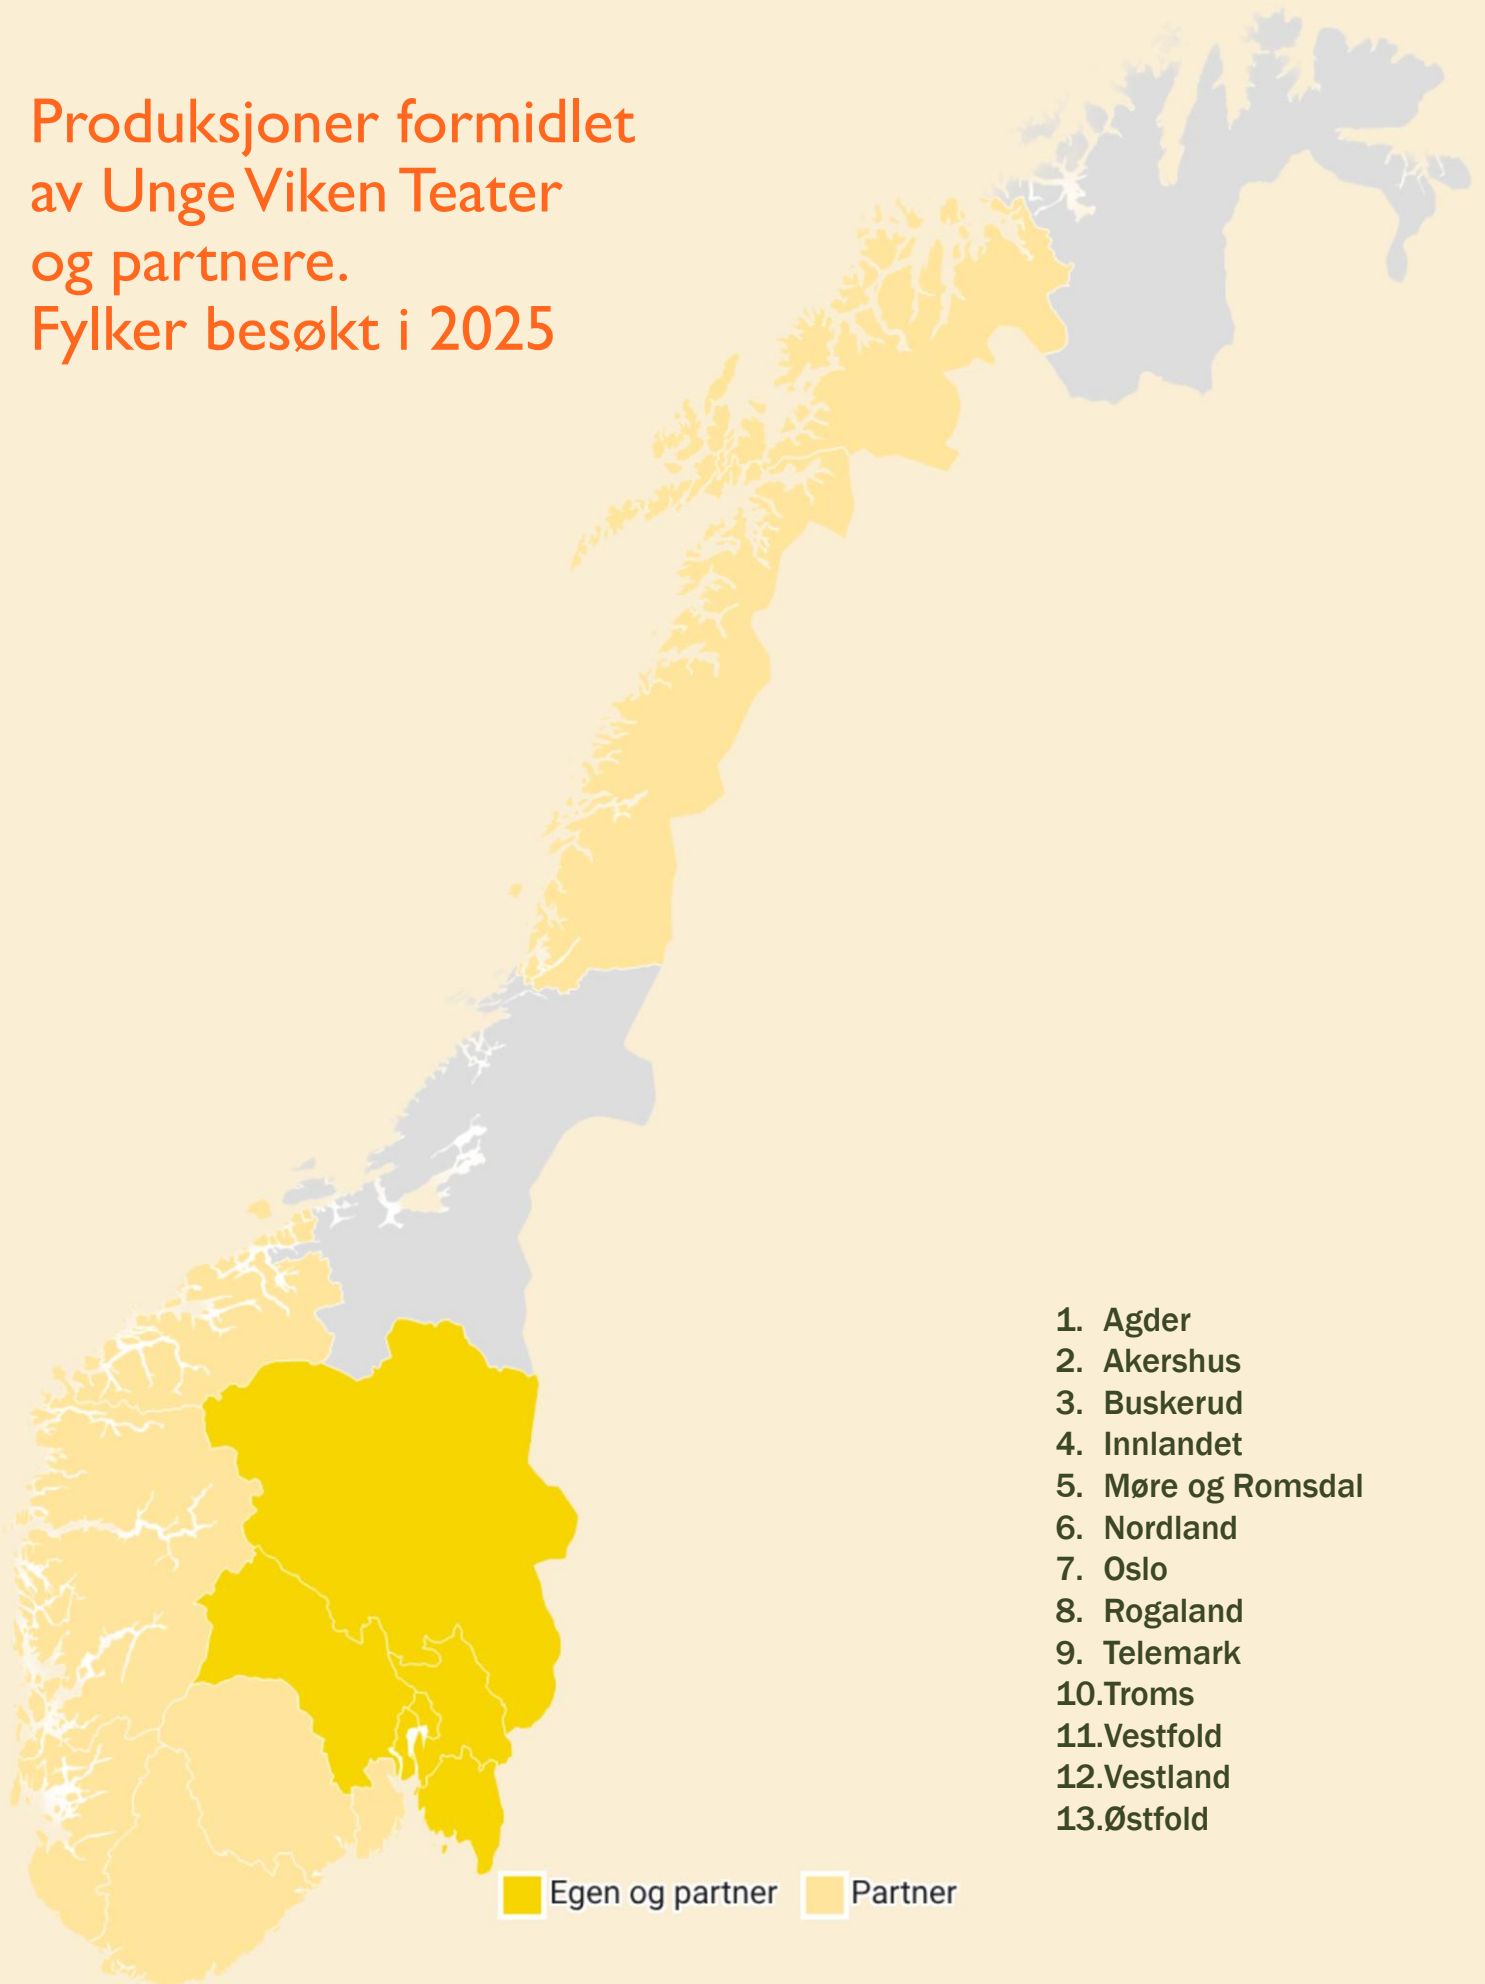 Produksjoner formidlet
av Unge Viken Teater
og partnere.
Fylker besøkt i 2025
1. Agder
2. Akershus
3. Buskerud
4. Innlandet
5. Møre og Romsdal
6. Nordland
7. Oslo
8. Rogaland
9. Telemark
10.Troms
11.Vestfold
12.Vestland
13.Østfold
Egen og partner Partner